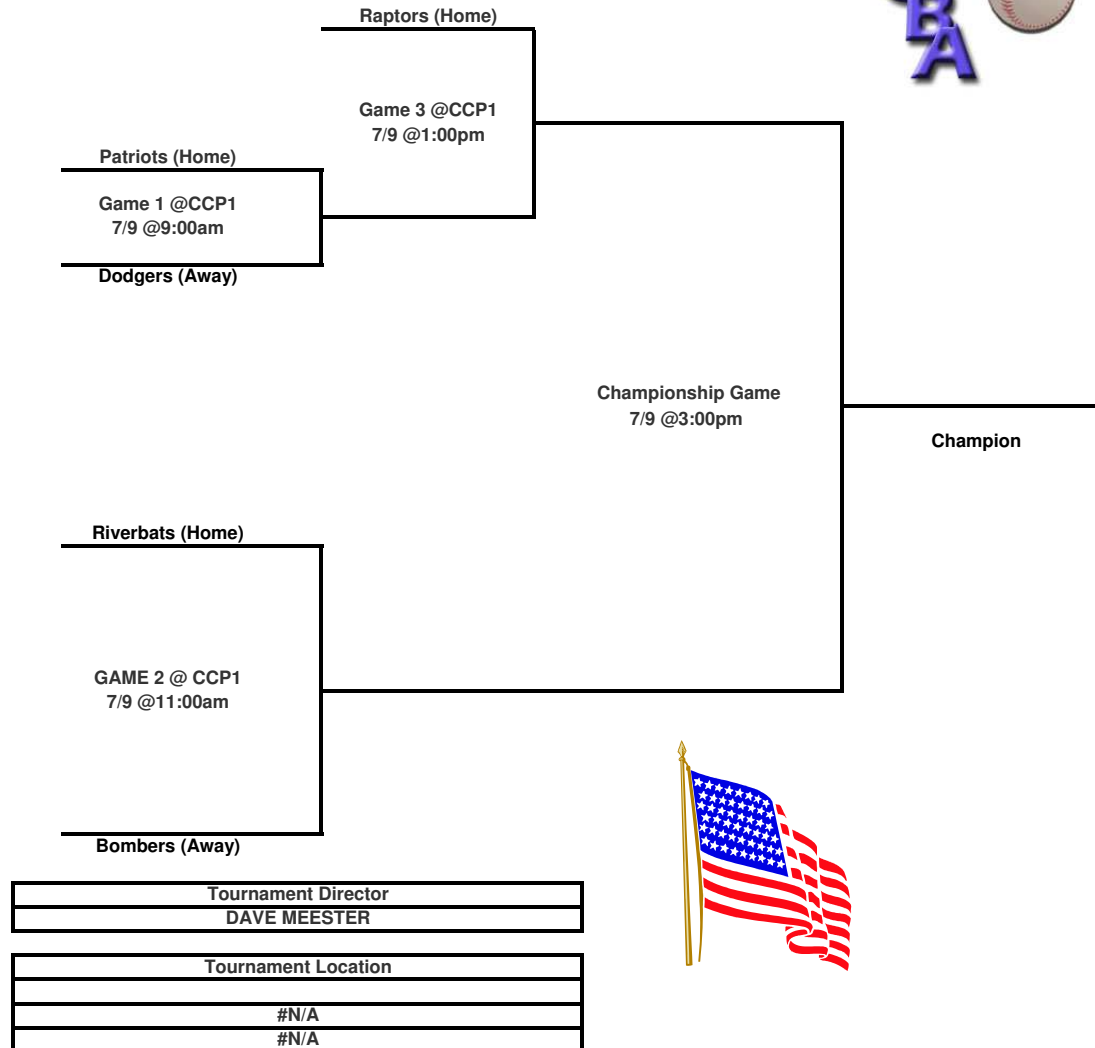 Raptors (Home)
BA
Game 3 @CCP1
7/9 @1:00pm
Patriots (Home)
Game 1 @CCP1
7/9 @9:00am
Dodgers (Away)
Championship Game
7/9 @3:00pm
Champion
Riverbats (Home)
GAME 2 @ CCP1
7/9 @11:00am
Bombers (Away)
Tournament Director
DAVE MEESTER
Tournament Location
#N/A
#N/A